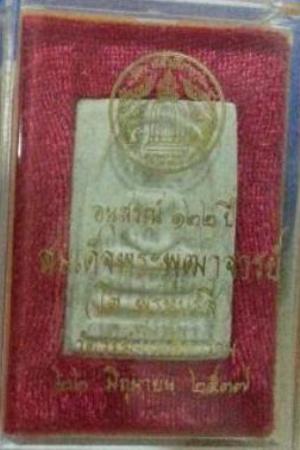 อนุสรณ์ ๑๒๒ ปี
สมเด็จพระพุฒาจารย์
(โต พรหมรังสี)
๒๒ มิถุนายน ๒๕๓๗